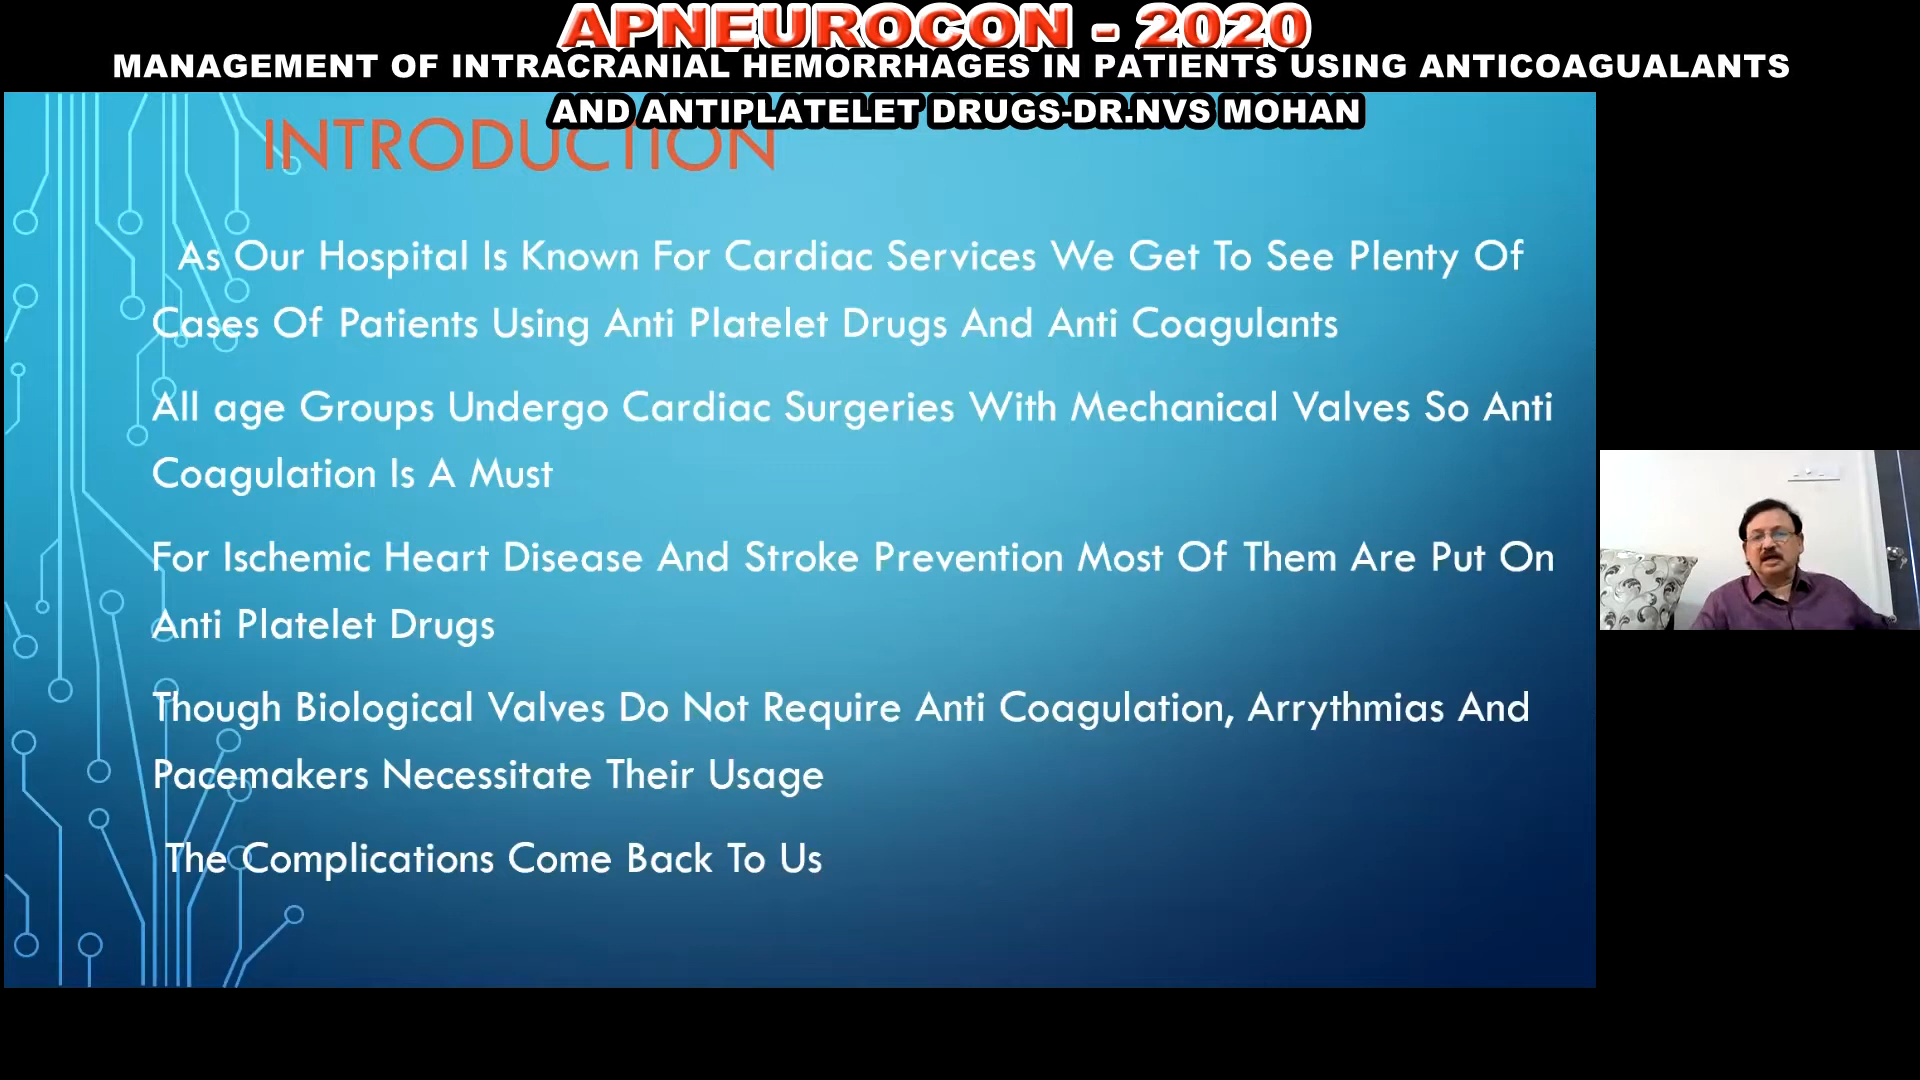 APNEUROCON - 2020
MANAGEMENT OF INTRACRANIAL HEMORRHAGES IN PATIENTS USING ANTICOAGUALANTS
AND ANTIPLATELET DRUGS-DR.NVS MOHAN
INTRODUCTION
As Our Hospital Is Known For Cardiac Services We Get To See Plenty Of
Cases Of Patients Using Anti Platelet Drugs And Anti Coagulants
All age Groups Undergo Cardiac Surgeries With Mechanical Valves So Anti
Coagulation Is A Must
For Ischemic Heart Disease And Stroke Prevention Most Of Them Are Put On
Anti Platelet Drugs
Though Biological Valves Do Not Require Anti Coagulation, Arrythmias And
Pacemakers Necessitate Their Usage
The Complications Come Back To Us